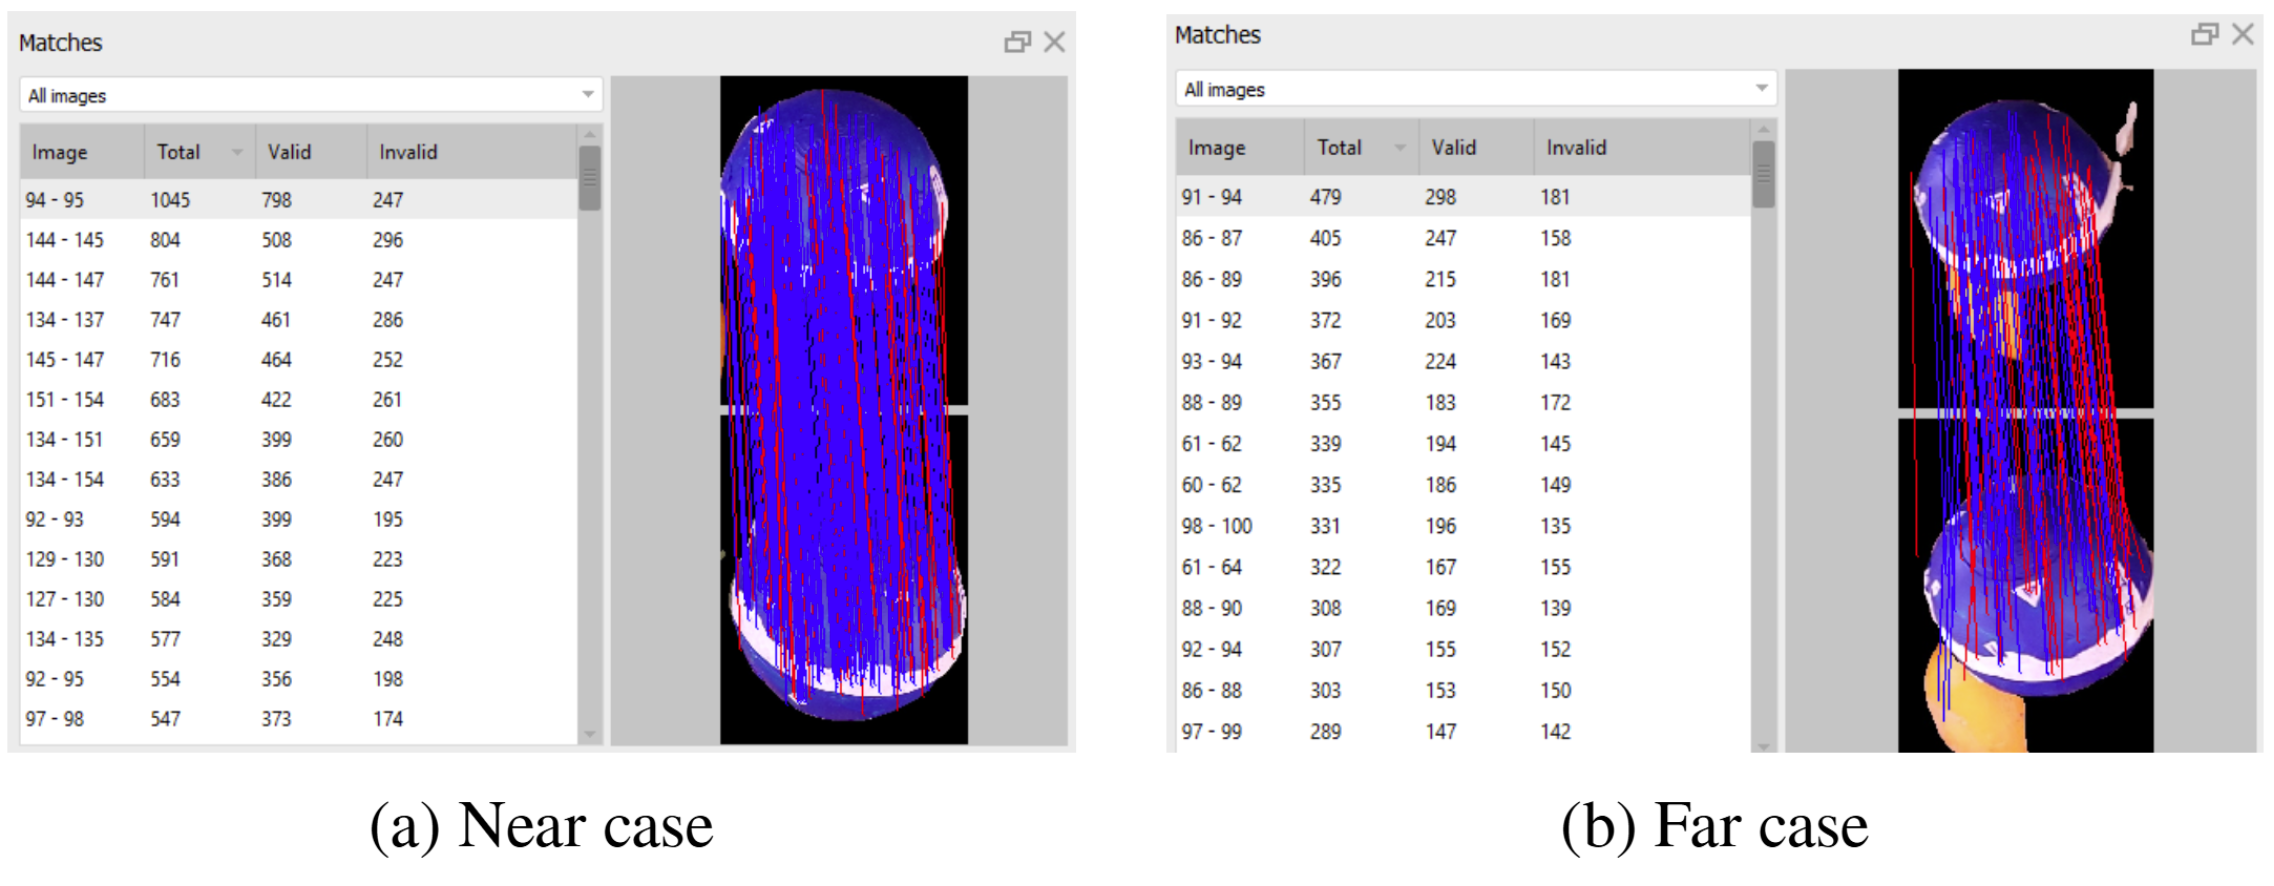 Matches
All images
Image Total Valid Invalid
94 - 95 1045 798 247
144 - 145 804 508 296
144 - 147 761 514 247
134 - 137 747 461 286
145 - 147 716 464 252
151 - 154 683 422 261
134 - 151 659 399 260
134 - 154 633 386 247
92 - 93 594 399 195
129 - 130 591 368 223
127 - 130 584 359 225
134 - 135 577 329 248
92 - 95 554 356 198
97 - 98 547 373 174
(a) Near case
Matches
All images
Image Total Valid Invalid
91 - 94 479 298 181
86 - 87 405 247 158
86 - 89 396 215 181
91 - 92 372 203 169
93 - 94 367 224 143
88 - 89 355 183 172
61 - 62 339 194 145
60 - 62 335 186 149
98 - 100 331 196 135
61 - 64 322 167 155
88 - 90 308 169 139
92 - 94 307 155 152
86 - 88 303 153 150
97 - 99 289 147 142
(b) Far case